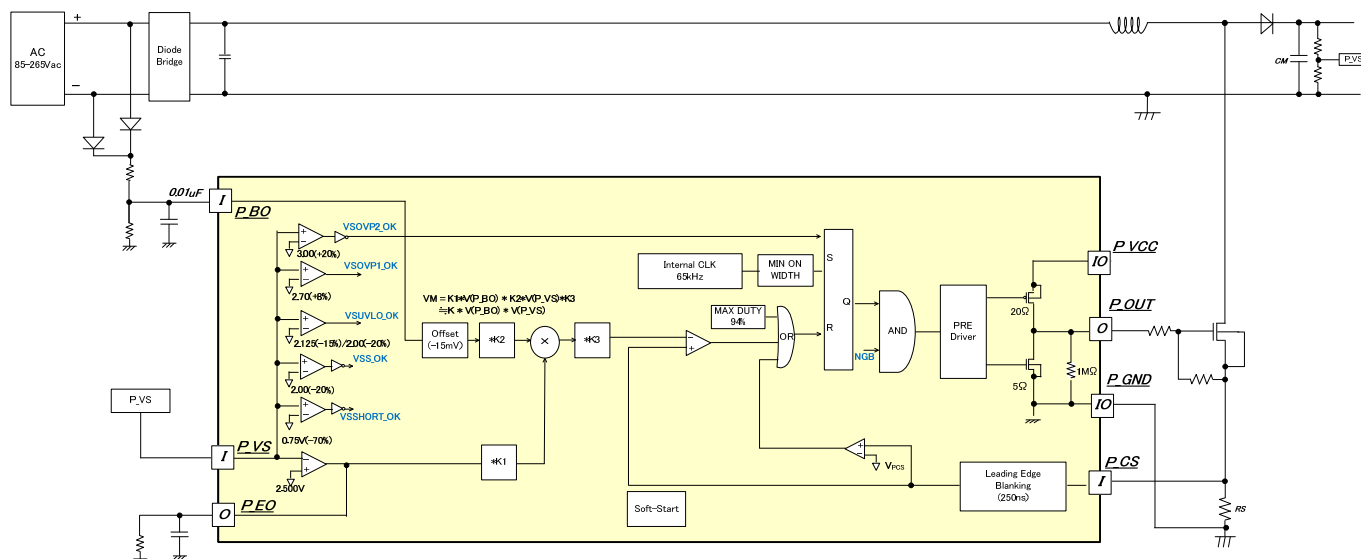 AC
85-265Vac
+
−
Diode
Bridge
CM
P_VS
0.01uF
I
P_BO
VSOVP2_OK
3.00(+20%)
VSOVP1_OK
2.70(+8%)
VSUVLO_OK
2.125(-15%)/2.00(-20%)
VSS_OK
2.00(-20%)
VSSHORT_OK
0.75V(-70%)
P_VS
I
P_VS
2.500V
O
P_EO
VM = K1*V(P_BO) * K2*V(P_VS)*K3
≒K * V(P_BO) * V(P_VS)
Offset
(-15mV)
*K2
×
*K3
*K1
Internal CLK
65kHz
MIN ON
WIDTH
MAX DUTY
94%
OR
S
Q
R
NGB
AND
PRE
Driver
20Ω
5Ω
1MΩ
P_VCC
IO
P_OUT
O
P_GND
IO
P_CS
I
VPCS
Leading Edge
Blanking
(250ns)
Soft-Start
RS